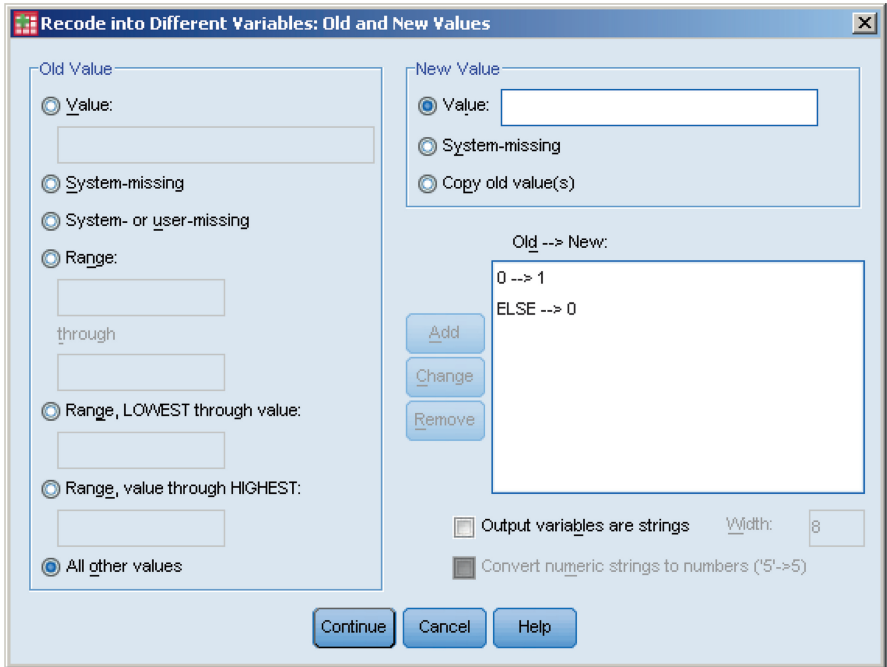 Recode into Different Variables: Old and New Values
Old Value
Value:
System-missing
System- or user-missing
Range:
through
Range, LOWEST through value:
Range, value through HIGHEST:
All other values
New Value
Value:
System-missing
Copy old value(s)
Old --> New:
0 --> 1
ELSE --> 0
Add
Change
Remove
Output variables are strings
Width:
8
Convert numeric strings to numbers ('5'->5)
Continue
Cancel
Help